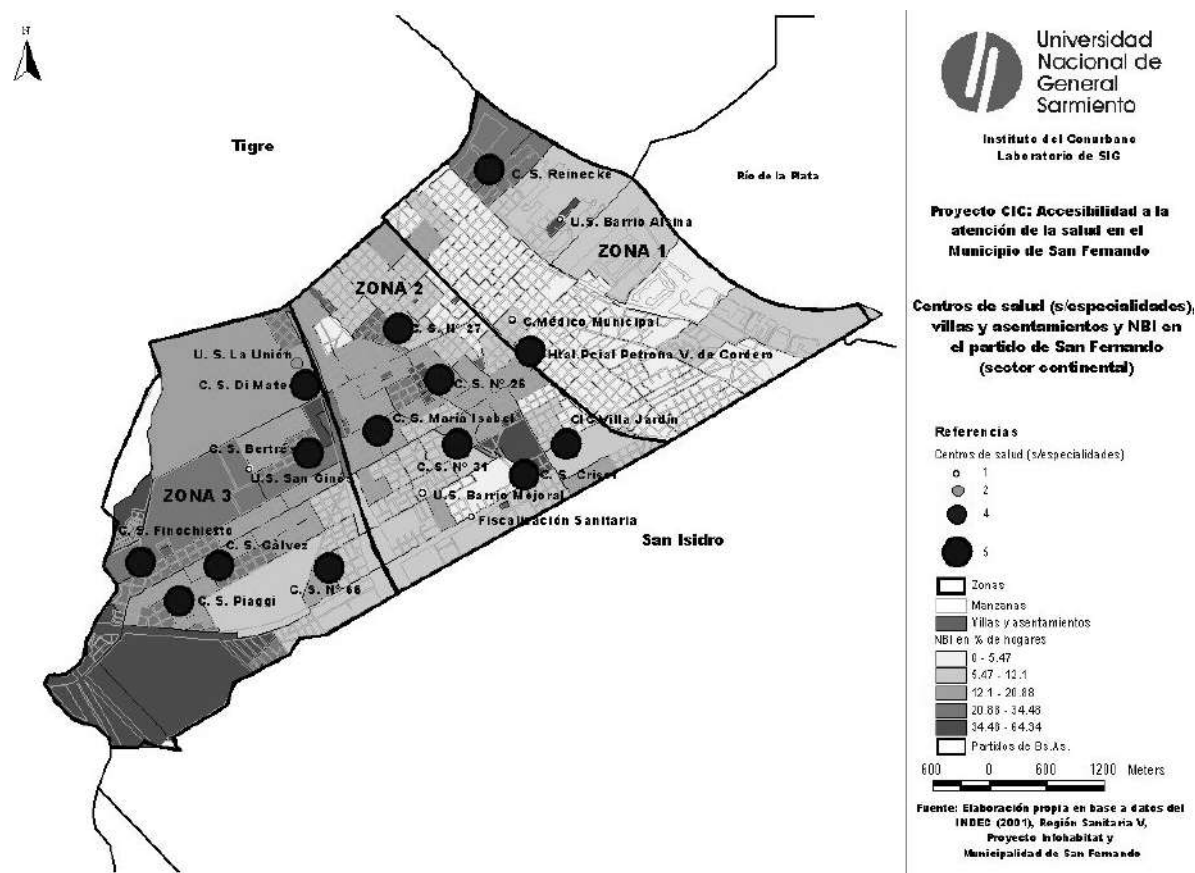 N
Tigre
Río de la Plata
C. S. Reinecke
U.S. Barrio Alsina
ZONA 1
ZONA 2
C.Médico Municipal
C. S. Nº 27
Htal Pcial Petrona V. de Cordero
U. S. La Unión
C. S. Di Mateo
C. S. Nº 26
C. S. María Isabel
CIC Villa Jardín
C. S. Bertrés
C. S. Nº 31
U.S. San Ginés
C. S. Crisol
ZONA 3
U.S. Barrio Mejoral
Fiscalización Sanitaria
C. S. Finochietto
San Isidro
C. S. Gàlvez
C. S. Nº 66
C. S. Piaggi
Universidad
Nacional de
General
Sarmiento
Instituto del Conurbano
Laboratorio de SIG
Proyecto CIC: Accesibilidad a la
atención de la salud en el
Municipio de San Fernando
Centros de salud (s/especialidades),
villas y asentamientos y NBI en
el partido de San Fernando
(sector continental)
Referencias
Centros de salud (s/especialidades)
1
2
4
5
Zonas
Manzanas
Villas y asentamientos
NBI en % de hogares
0 - 5.47
5.47 - 12.1
12.1 - 20.88
20.88 - 34.48
34.48 - 64.34
Partidos de Bs.As.
600 0 600 1200 Meters
Fuente: Elaboración propia en base a datos del
INDEC (2001), Región Sanitaria V,
Proyecto Infohabitat y
Municipalidad de San Fernando